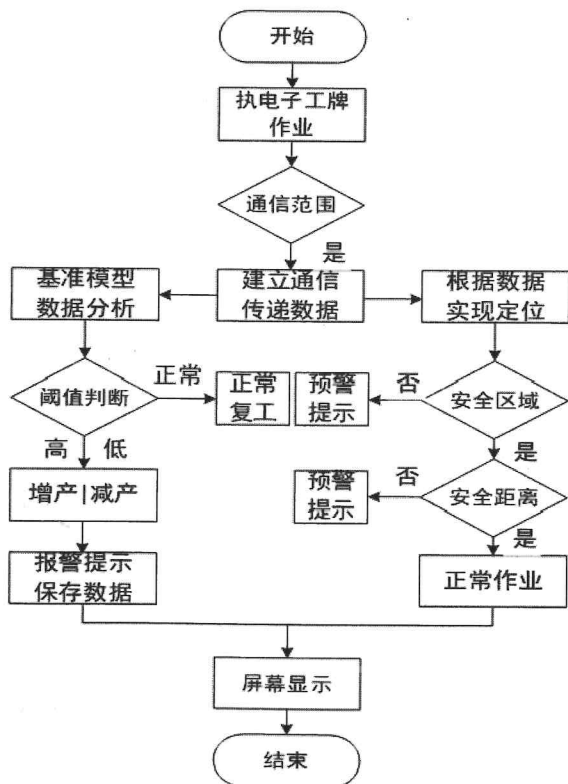 开始
执电子工牌
作业
通信范围
是
基准模型
数据分析
建立通信
传递数据
根据数据
实现定位
阈值判断
正常
正常
复工
预警
提示
否
安全区域
高 低
是
增产|减产
预警
提示
否
安全距离
报警提示
保存数据
是
正常作业
屏幕显示
结束